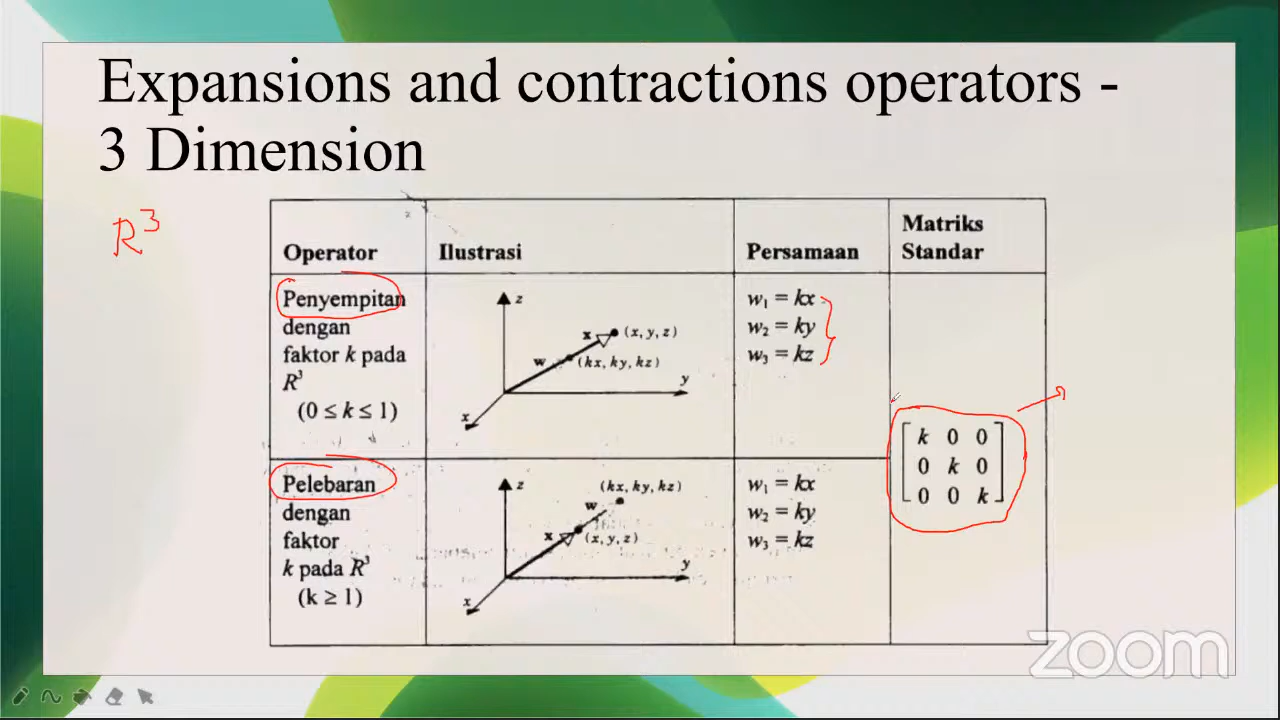 Expansions and contractions operators -
3 Dimension
R³
Operator
Ilustrasi
Persamaan
Matriks
Standar
Penyempitan
dengan
faktor k pada
R³
(0 ≤ k ≤ 1)
z
x
(x, y, z)
w
(kx, ky, kz)
y
x
w₁ = kx
w₂ = ky
w₃ = kz
k 0 0
0 k 0
0 0 k
Pelebaran
dengan
faktor
k pada R³
(k ≥ 1)
z
(kx, ky, kz)
w
x
(x, y, z)
y
x
w₁ = kx
w₂ = ky
w₃ = kz
zoom